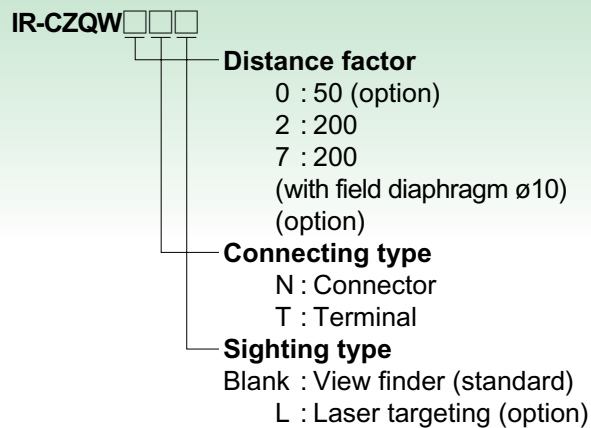 IR-CZQW□□□
Distance factor
0 : 50 (option)
2 : 200
7 : 200
(with field diaphragm ø10)
(option)
Connecting type
N : Connector
T : Terminal
Sighting type
Blank : View finder (standard)
L : Laser targeting (option)